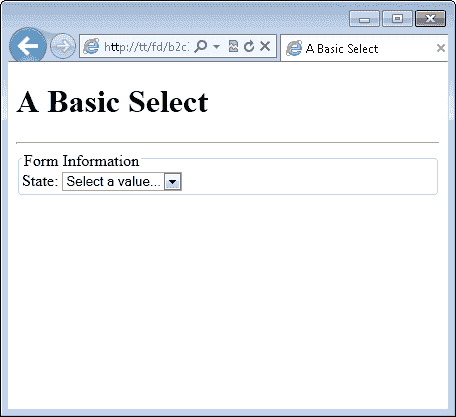 http://tt/fd/b2c
A Basic Select
A Basic Select
Form Information
State: Select a value...